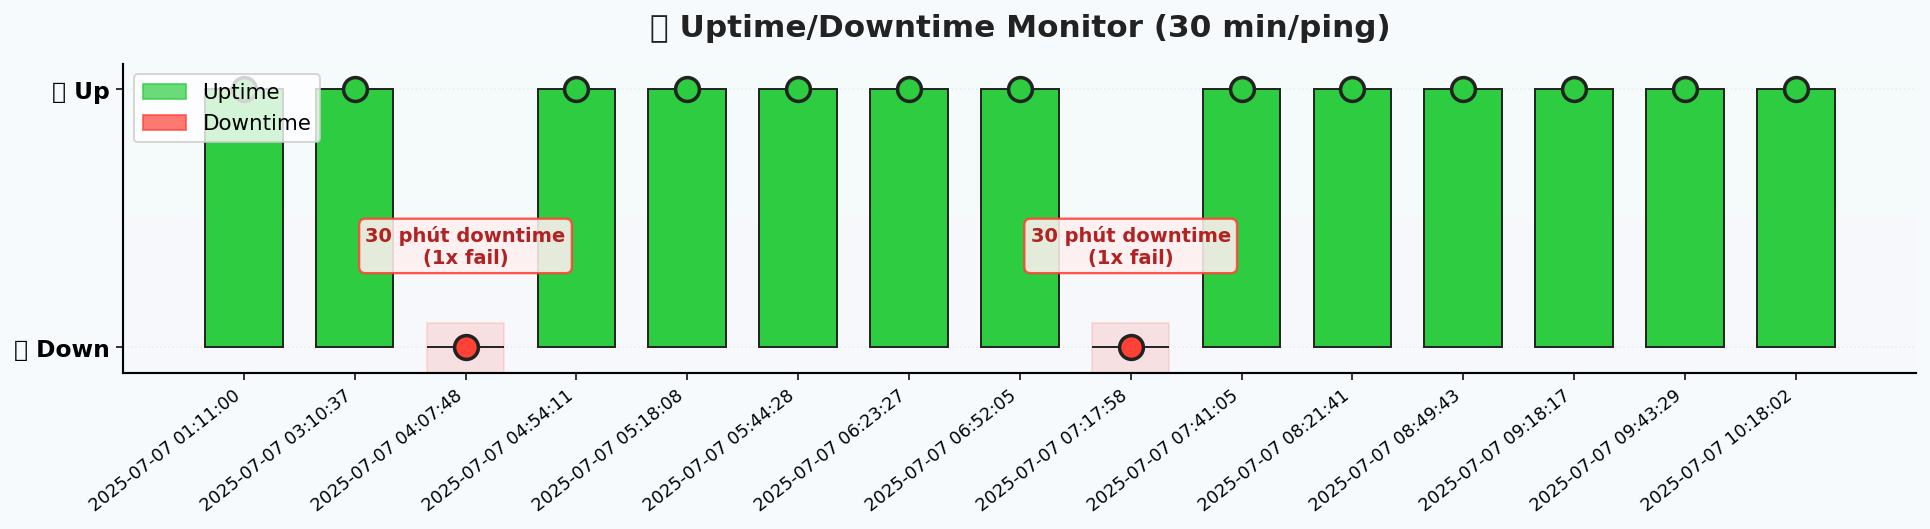 Uptime/Downtime Monitor (30 min/ping)
Up
Uptime
Downtime
30 phút downtime
(1x fail)
30 phút downtime
(1x fail)
Down
2025-07-07 01:11:00
2025-07-07 03:10:37
2025-07-07 04:07:48
2025-07-07 04:54:11
2025-07-07 05:18:08
2025-07-07 05:44:28
2025-07-07 06:23:27
2025-07-07 06:52:05
2025-07-07 07:17:58
2025-07-07 07:41:05
2025-07-07 08:21:41
2025-07-07 08:49:43
2025-07-07 09:18:17
2025-07-07 09:43:29
2025-07-07 10:18:02